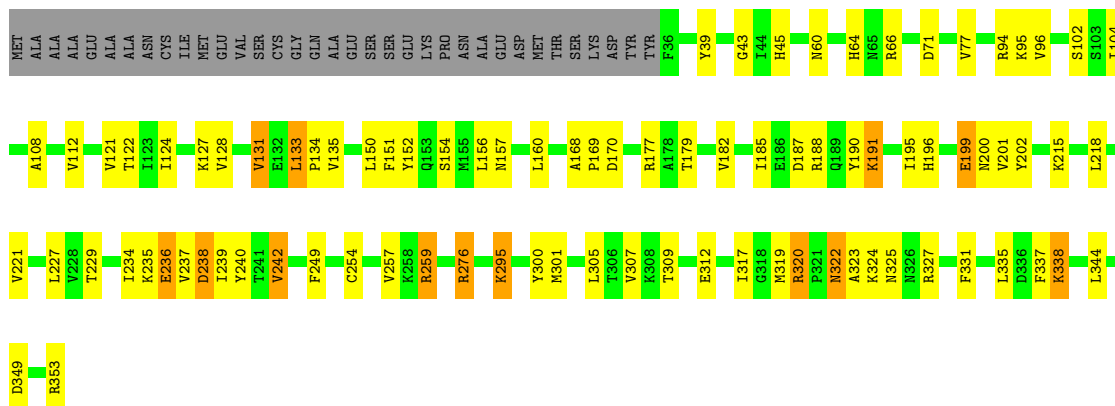 MET ALA ALA ALA GLU ALA ALA ASN CYS ILE MET GLU VAL SER CYS GLY GLN ALA GLU SER SER GLU LYS PRO ASN ALA GLU ASP MET THR SER LYS ASP TYR TYR F36 Y39 G43 I44 H45 N60 H64 N65 R66 D71 V77 R94 K95 V96 S102 S103 I104
A108 V112 V121 T122 I123 I124 K127 V128 V131 E132 L133 P134 V135 L150 F151 Y152 Q153 S154 M155 L156 N157 L160 A168 P169 D170 R177 A178 T179 V182 I185 E186 D187 R188 Q189 Y190 K191 I195 H196 E199 N200 V201 Y202 K215 L218
V221 L227 V228 T229 I234 K235 E236 V237 D238 I239 Y240 T241 V242 F249 C254 V257 K258 R259 R276 K295 Y300 M301 L305 T306 V307 K308 T309 E312 I317 G318 M319 R320 P321 N322 A323 K324 N325 N326 R327 F331 L335 D336 F337 K338 L344
D349 R353